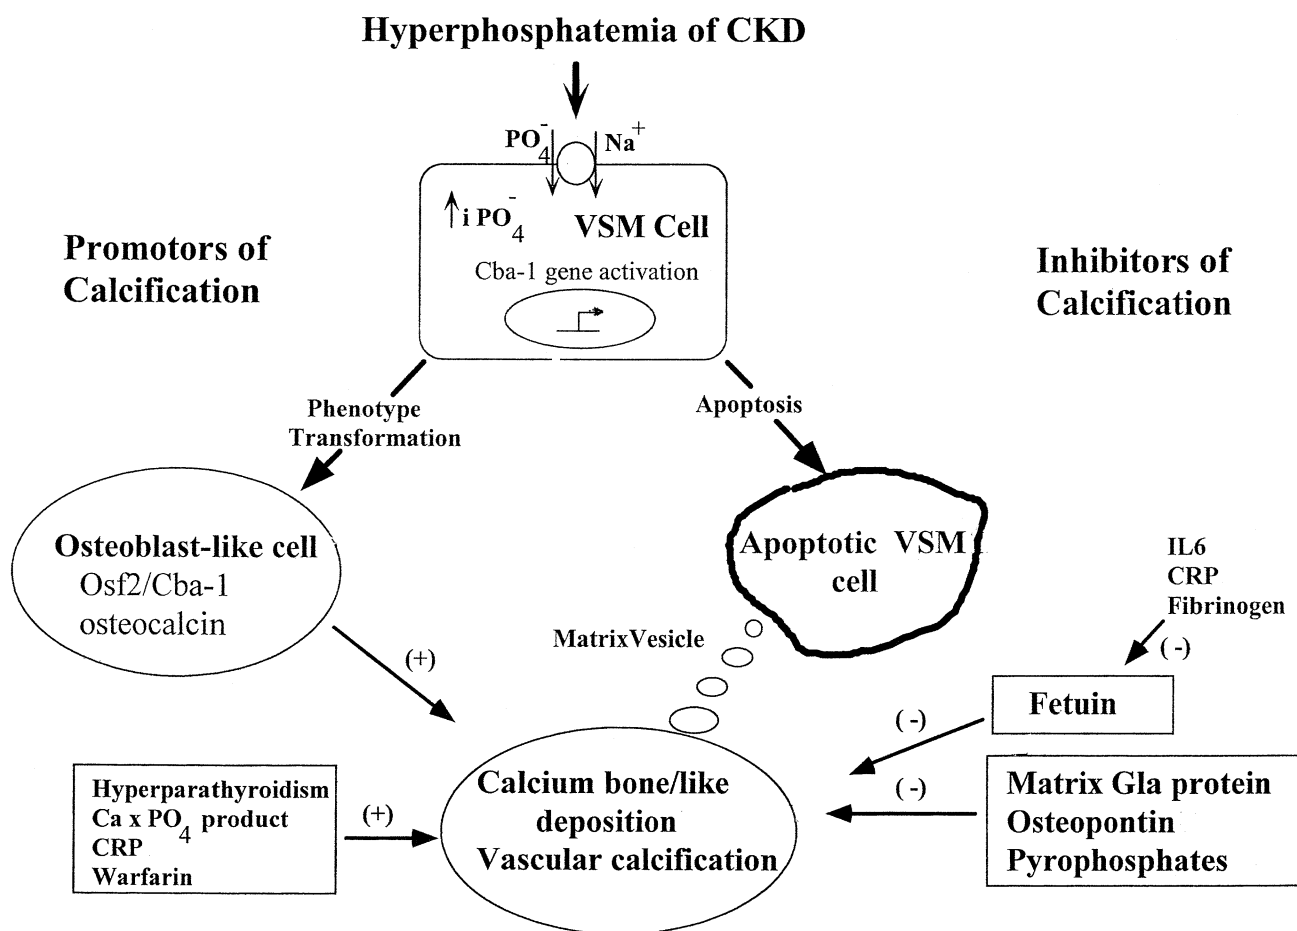 Hyperphosphatemia of CKD
PO4- Na+
↑ i PO4-
VSM Cell
Cba-1 gene activation
Promotors of
Calcification
Inhibitors of
Calcification
Phenotype
Transformation
Apoptosis
Osteoblast-like cell
Osf2/Cba-1
osteocalcin
Apoptotic VSM
cell
IL6
CRP
Fibrinogen
(-)
MatrixVesicle
(+)
Fetuin
(-)
Hyperparathyroidism
Ca x PO4 product
CRP
Warfarin
(+)
Calcium bone/like
deposition
Vascular calcification
(-)
Matrix Gla protein
Osteopontin
Pyrophosphates